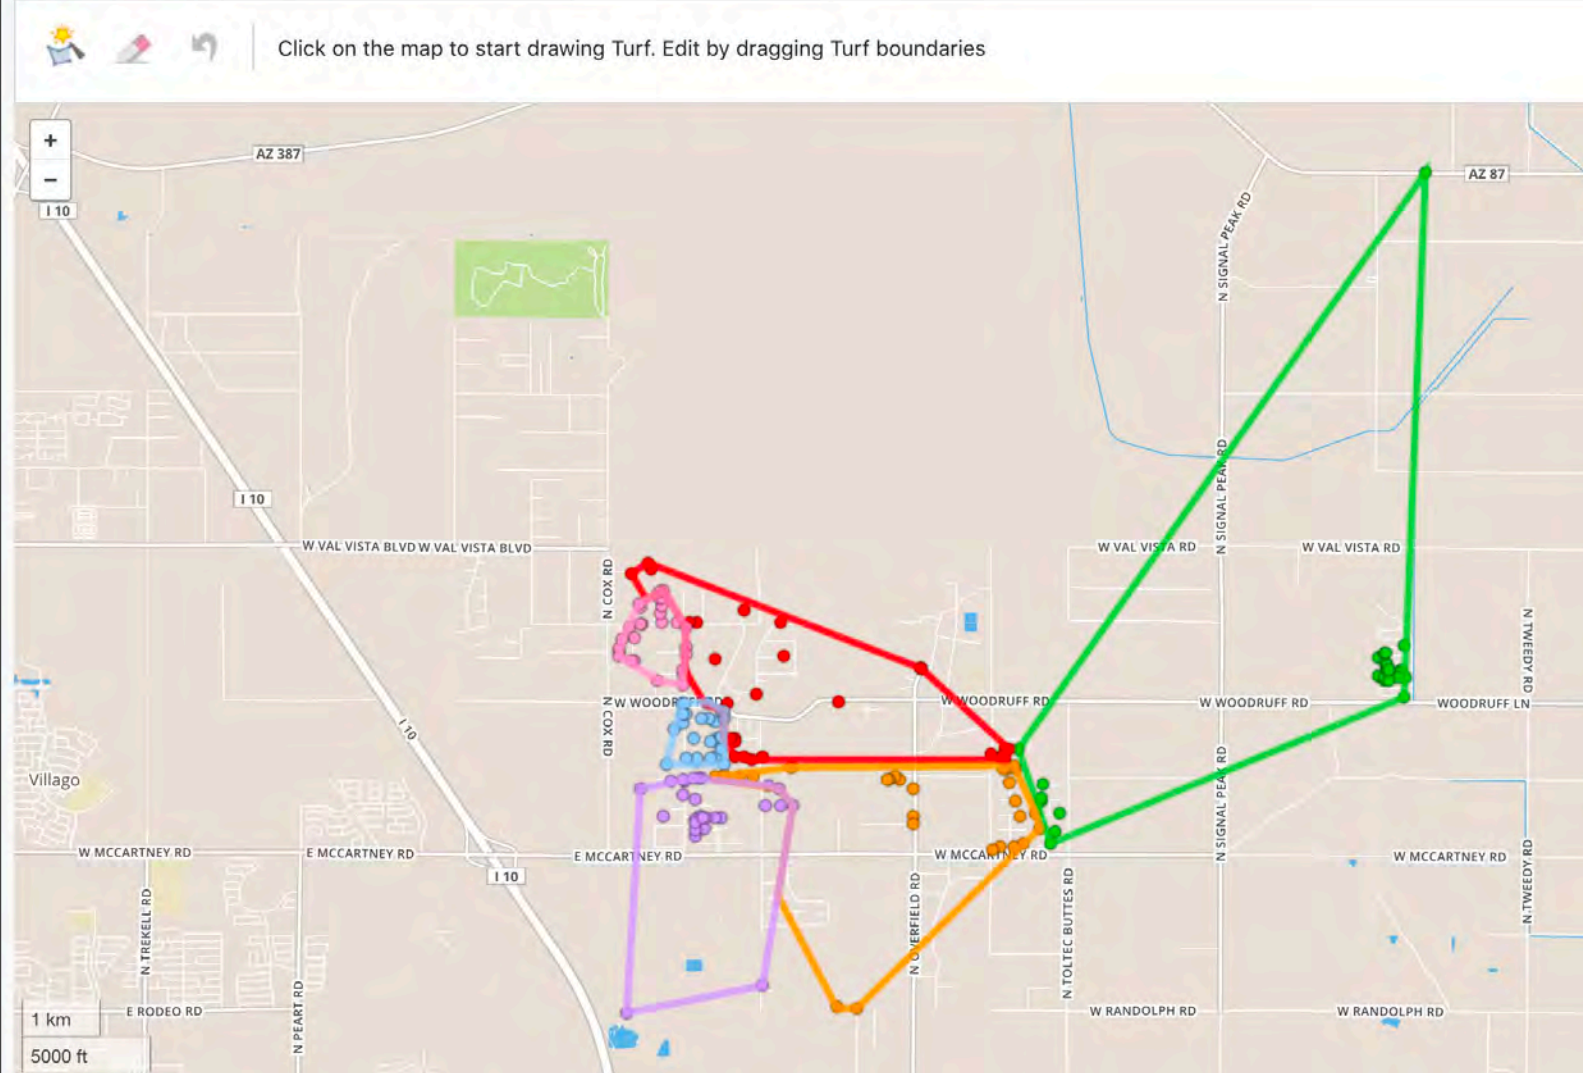 Click on the map to start drawing Turf. Edit by dragging Turf boundaries
+
−
AZ 387
AZ 87
I 10
N SIGNAL PEAK RD
I 10
N SIGNAL PEAK RD
W VAL VISTA BLVD
W VAL VISTA BLVD
W VAL VISTA RD
W VAL VISTA RD
N COX RD
N TWEEDY RD
W WOODRUFF RD
W WOODRUFF RD
WOODRUFF LN
I 10
N COX RD
N SIGNAL PEAK RD
Villago
W MCCARTNEY RD
E MCCARTNEY RD
E MCCARTNEY RD
W MCCARTNEY RD
W MCCARTNEY RD
I 10
N TREKELL RD
N OVERFIELD RD
N TOLTEC BUTTES RD
N TWEEDY RD
N PEART RD
1 km
E RODEO RD
W RANDOLPH RD
W RANDOLPH RD
5000 ft